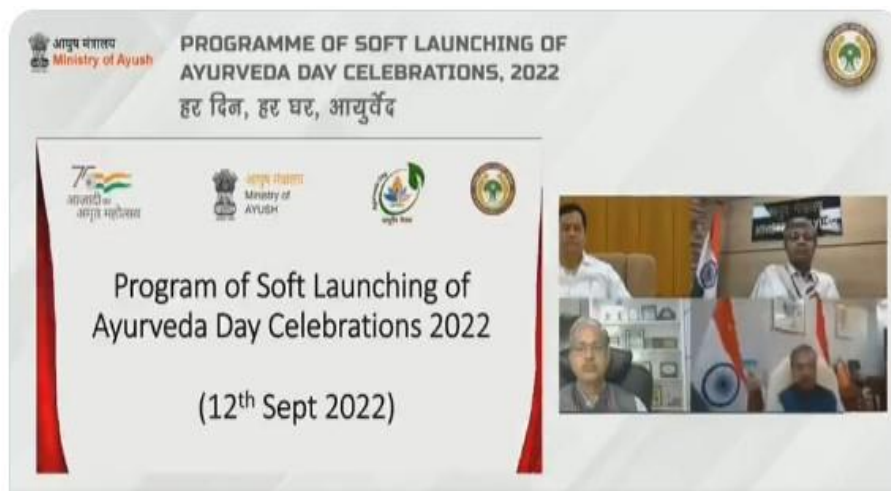 आयुष मंत्रालय
Ministry of Ayush
PROGRAMME OF SOFT LAUNCHING OF
AYURVEDA DAY CELEBRATIONS, 2022
हर दिन, हर घर, आयुर्वेद
75
आज़ादी का
अमृत महोत्सव
आयुष मंत्रालय
Ministry of
AYUSH
Program of Soft Launching of
Ayurveda Day Celebrations 2022
(12th Sept 2022)